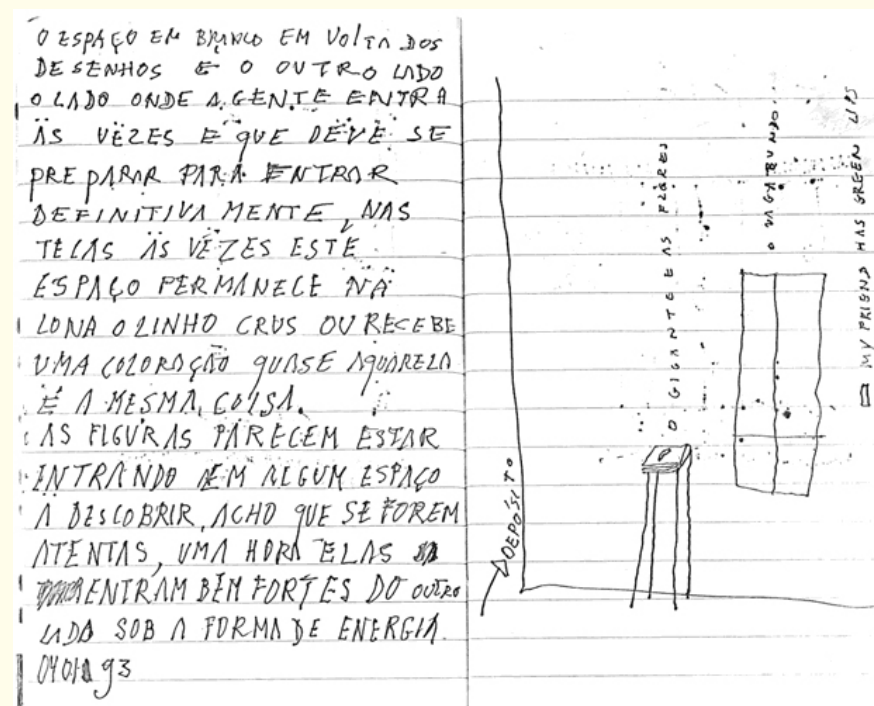 O ESPAÇO EM BRANCO EM VOLTA DOS
DESENHOS E O OUTRO LADO
O LADO ONDE A GENTE ENTRA
ÀS VEZES E QUE DEVE SE
PREPARAR PARA ENTRAR
DEFINITIVAMENTE, NAS
TELAS ÀS VEZES ESTE
ESPAÇO PERMANECE NA
LONA O LINHO CRUS OU RECEBE
UMA COLORAÇÃO QUASE AQUARELA
É A MESMA COISA.
AS FIGURAS PARECEM ESTAR
ENTRANDO EM ALGUM ESPAÇO
A DESCOBRIR, ACHO QUE SE FOREM
ATENTAS, UMA HORA ELAS
ENTRAM BEM FORTES DO OUTRO
LADO SOB A FORMA DE ENERGIA.
93
DEPÓSITO
O GIGANTE E AS FLORES
O VAGABUNDO
MY FRIEND HAS GREEN LIPS